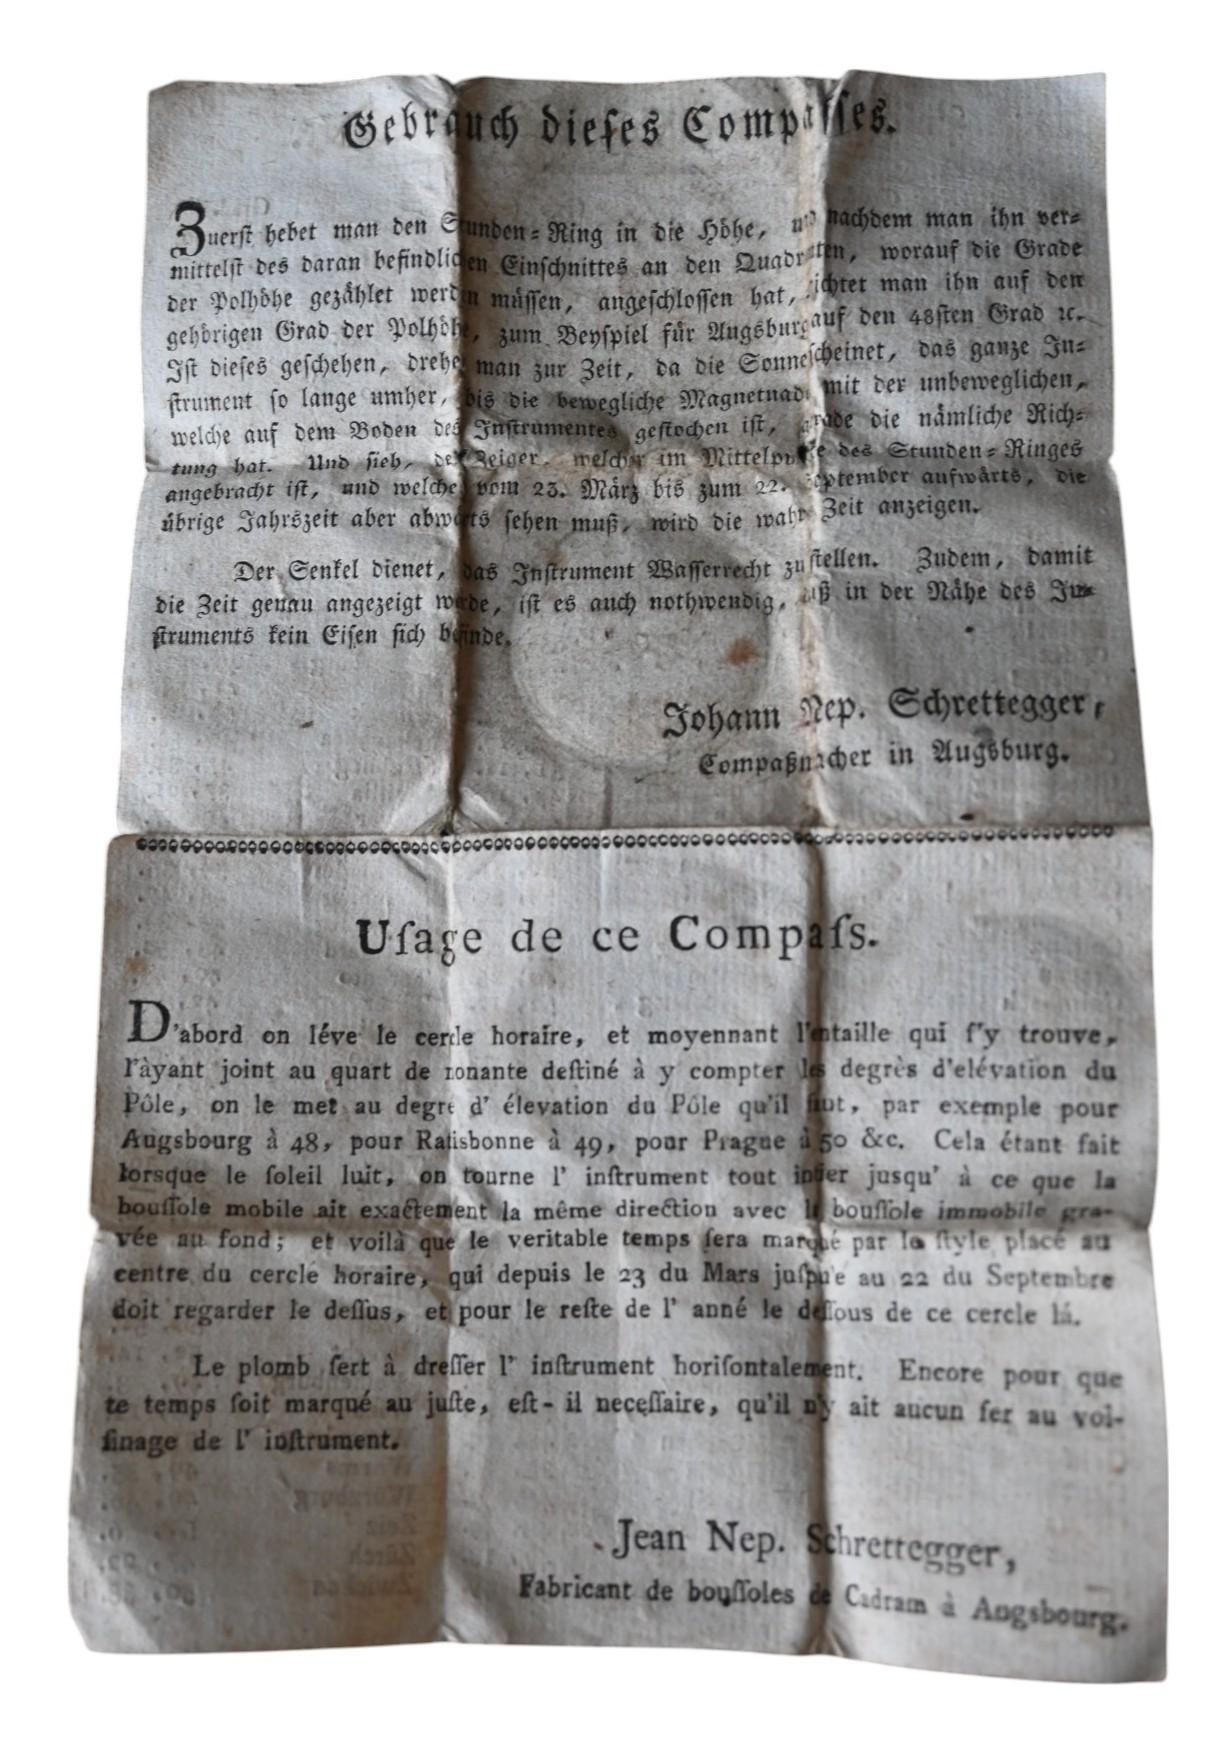 Gebrauch dieſes Compaſſes.
Zuerſt hebet man den Stunden-Ring in die Höhe, und nachdem man ihn ver-
mittelſt des daran befindlichen Einſchnittes an den Quadraten, worauf die Grade
der Polhöhe gezählet werden müſſen, angeſchloſſen hat, richtet man ihn auf den
gehörigen Grad der Polhöhe, zum Beyſpiel für Augsburg auf den 48ſten Grad ꝛc.
Iſt dieſes geſchehen, drehet man zur Zeit, da die Sonne ſcheinet, das ganze In-
ſtrument ſo lange umher, bis die bewegliche Magnetnadel mit der unbeweglichen,
welche auf dem Boden des Inſtrumentes geſtochen iſt, grade die nämliche Rich-
tung hat. Und ſieh, der Zeiger, welcher im Mittelpunkte des Stunden-Ringes
angebracht iſt, und welcher vom 23. März bis zum 22. September aufwärts, die
übrige Jahrszeit aber abwärts ſehen muß, wird die wahre Zeit anzeigen.
Der Senkel dienet, das Inſtrument Waſſerrecht zu ſtellen. Zudem, damit
die Zeit genau angezeigt werde, iſt es auch nothwendig, daß in der Nähe des In-
ſtruments kein Eiſen ſich befinde.
Johann Nep. Schrettegger,
Compaßmacher in Augsburg.
Uſage de ce Compaſs.
D'abord on léve le cercle horaire, et moyennant l'entaille qui ſ'y trouve,
l'àyant joint au quart de nonante deſtiné à y compter les degrès d'elévation du
Pôle, on le met au degré d' élevation du Pôle qu'il faut, par exemple pour
Augsbourg à 48, pour Ratisbonne à 49, pour Prague à 50 &c. Cela étant fait
lorsque le ſoleil luit, on tourne l' inſtrument tout intier jusqu' à ce que la
bouſſole mobile ait exactement la même direction avec la bouſſole immobile gra-
vée au fond; et voilà que le veritable temps ſera marqué par le ſtyle placé au
centre du cercle horaire, qui depuis le 23 du Mars juſpu'é au 22 du Septembre
doit regarder le deſſus, et pour le reſte de l' anné le deſſous de ce cercle lá.
Le plomb ſert à dreſſer l' inſtrument horiſontalement. Encore pour que
te temps ſoit marqué au juſte, eſt-il neceſſaire, qu'il n'y ait aucun fer au voi-
ſinage de l' inſtrument.
Jean Nep. Schrettegger,
Fabricant de bouſſoles de Cadram à Augsbourg.